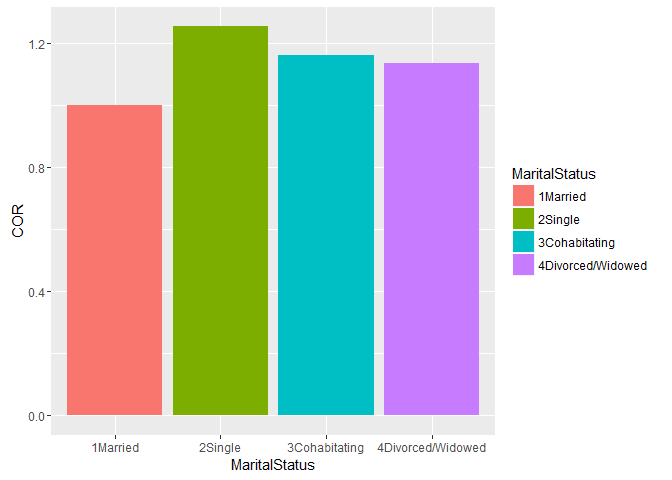 COR
1.2
0.8
0.4
0.0
1Married 2Single 3Cohabitating 4Divorced/Widowed
MaritalStatus
MaritalStatus
1Married
2Single
3Cohabitating
4Divorced/Widowed